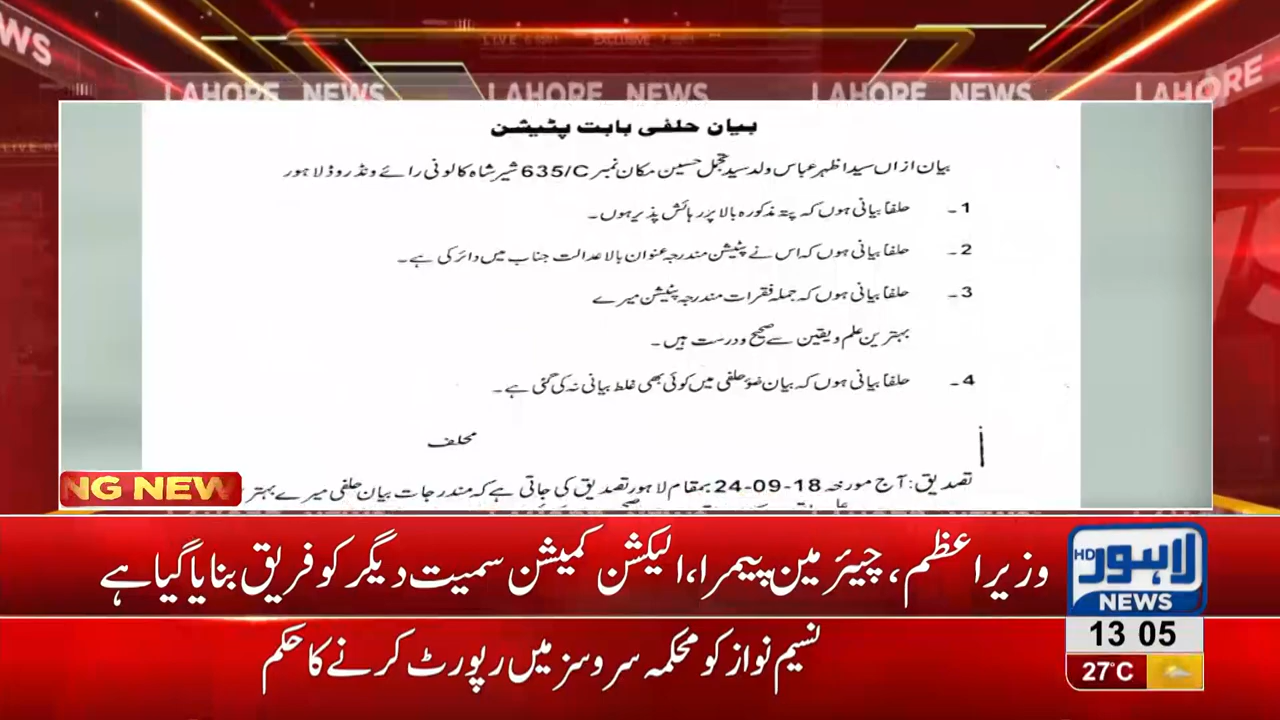 LIVE
EXCLUSIVE
WS
LAHORE NEWS LAHORE NEWS LAHORE NEWS LAHORE
بیان حلفی بابت پٹیشن
بیان ازاں سید اظہر عباس ولد سید تجمل حسین مکان نمبر 635/C شیر شاہ کالونی رائے ونڈ روڈ لاہور
1۔ حلفا بیانی ہوں کہ پتہ مذکورہ بالا پر رہائش پذیر ہوں۔
2۔ حلفا بیانی ہوں کہ اس نے پٹیشن مندرجہ عنوان بالا عدالت جناب میں دائر کی ہے۔
3۔ حلفا بیانی ہوں کہ جملہ فقرات مندرجہ پٹیشن میرے
بہترین علم و یقین سے صحیح و درست ہیں۔
4۔ حلفا بیانی ہوں کہ بیان ضوء حلفی میں کوئی بھی غلط بیانی نہ کی گئی ہے۔
محلف
تصدیق: آج مورخہ 18-09-24 بمقام لاہور تصدیق کی جاتی ہے کہ مندرجات بیان حلفی میرے بہتر
NG NEW
وزیراعظم، چیئرمین پیمرا، الیکشن کمیشن سمیت دیگر کو فریق بنایا گیا ہے
نسیم نواز کو محکمہ سروسز میں رپورٹ کرنے کا حکم
HD لاہور
NEWS
13 05
27°C